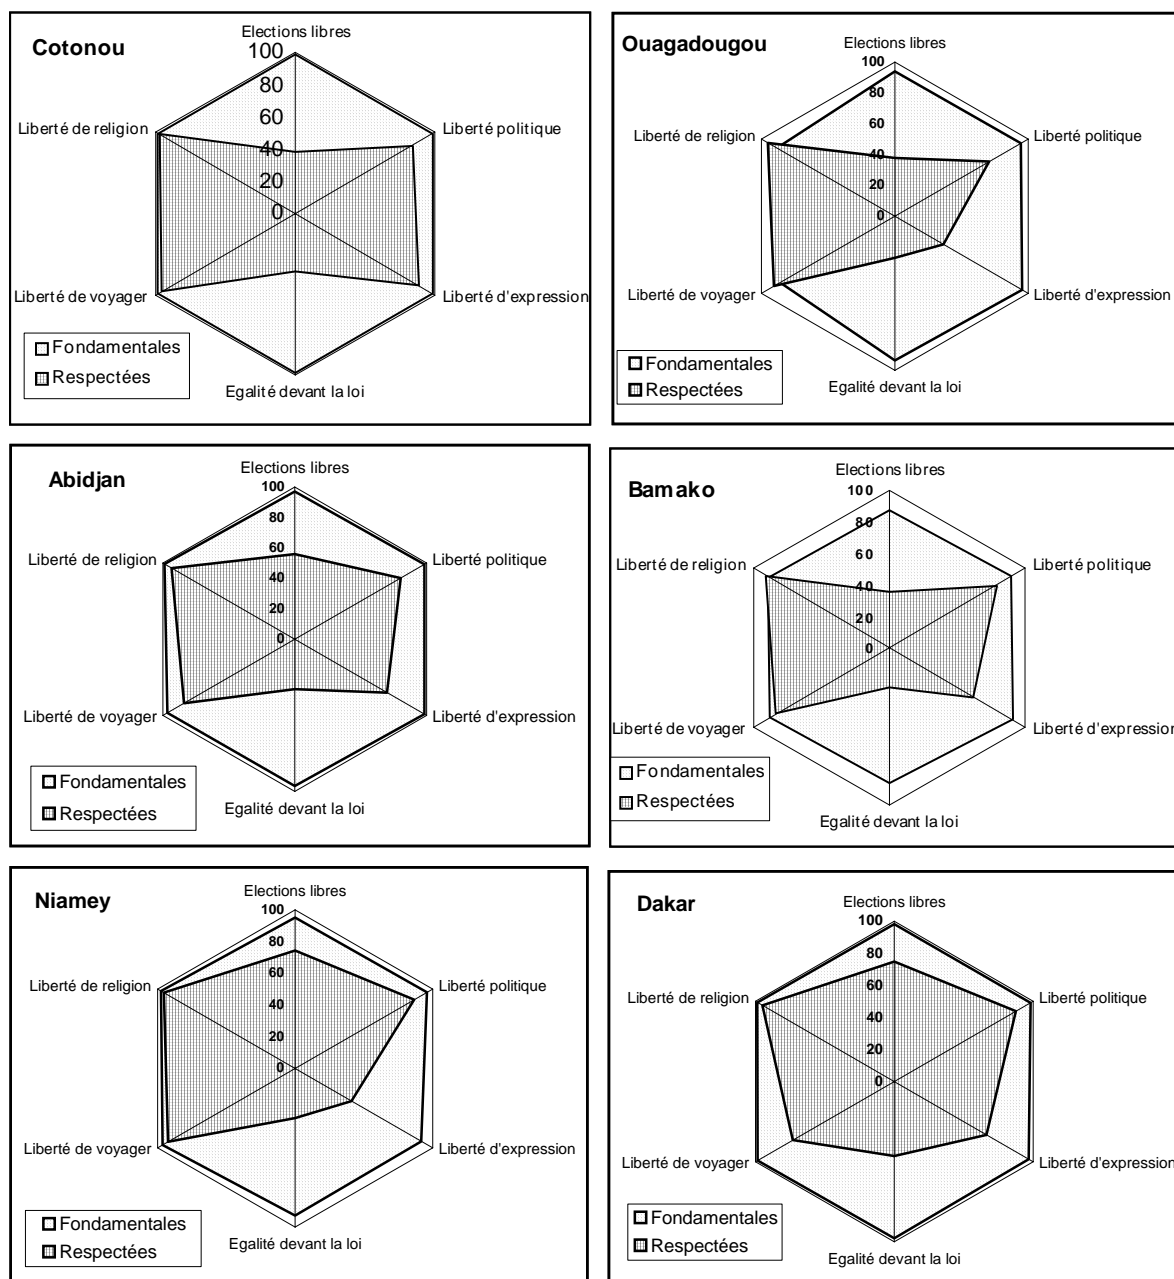 Cotonou
Elections libres
100
80
60
40
20
0
Liberté de religion
Liberté politique
Liberté de voyager
Liberté d'expression
Egalité devant la loi
Fondamentales
Respectées
Ouagadougou
Elections libres
100
80
60
40
20
0
Liberté de religion
Liberté politique
Liberté de voyager
Liberté d'expression
Egalité devant la loi
Fondamentales
Respectées
Abidjan
Elections libres
100
80
60
40
20
0
Liberté de religion
Liberté politique
Liberté de voyager
Liberté d'expression
Egalité devant la loi
Fondamentales
Respectées
Bamako
Elections libres
100
80
60
40
20
0
Liberté de religion
Liberté politique
Liberté de voyager
Liberté d'expression
Egalité devant la loi
Fondamentales
Respectées
Niamey
Elections libres
100
80
60
40
20
0
Liberté de religion
Liberté politique
Liberté de voyager
Liberté d'expression
Egalité devant la loi
Fondamentales
Respectées
Dakar
Elections libres
100
80
60
40
20
0
Liberté de religion
Liberté politique
Liberté de voyager
Liberté d'expression
Egalité devant la loi
Fondamentales
Respectées